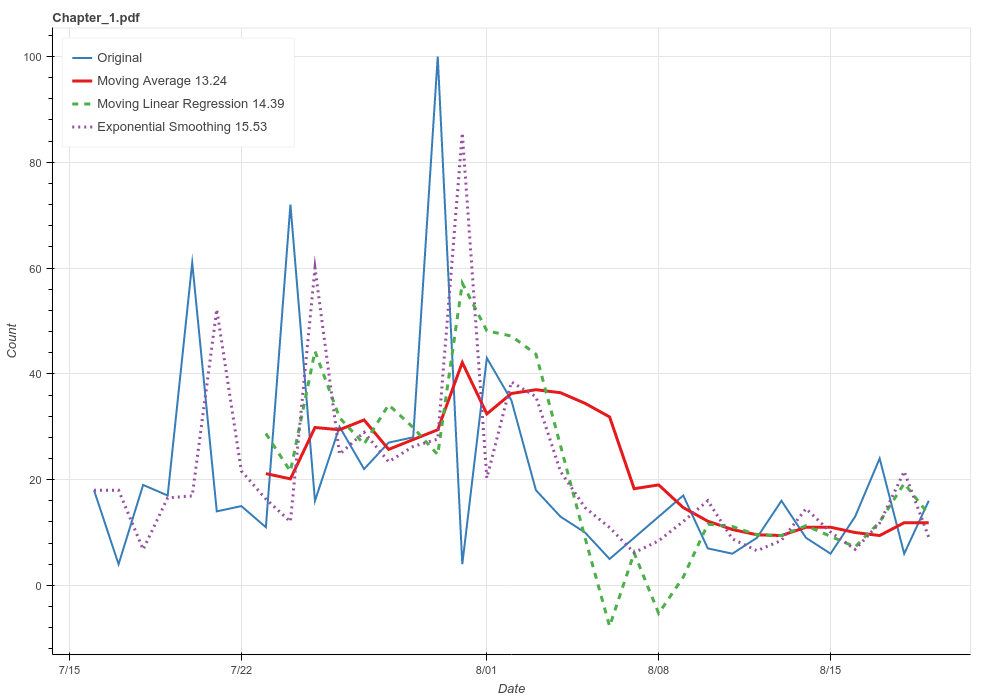 Chapter_1.pdf
Original
Moving Average 13.24
Moving Linear Regression 14.39
Exponential Smoothing 15.53
100
80
60
40
20
0
Count
7/15
7/22
8/01
8/08
8/15
Date